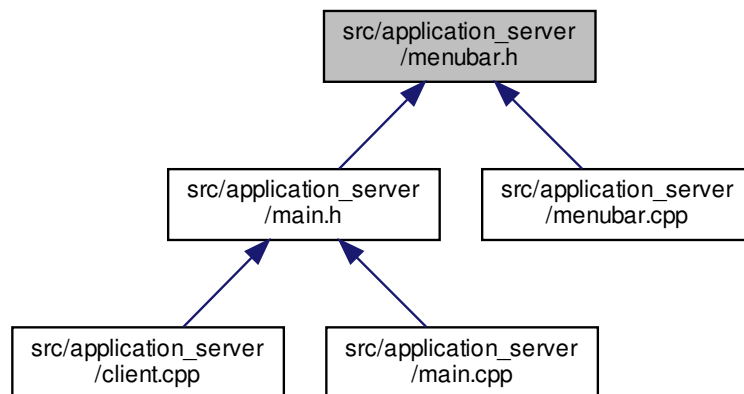 src/application_server
/menubar.h
src/application_server
/main.h
src/application_server
/menubar.cpp
src/application_server
/client.cpp
src/application_server
/main.cpp